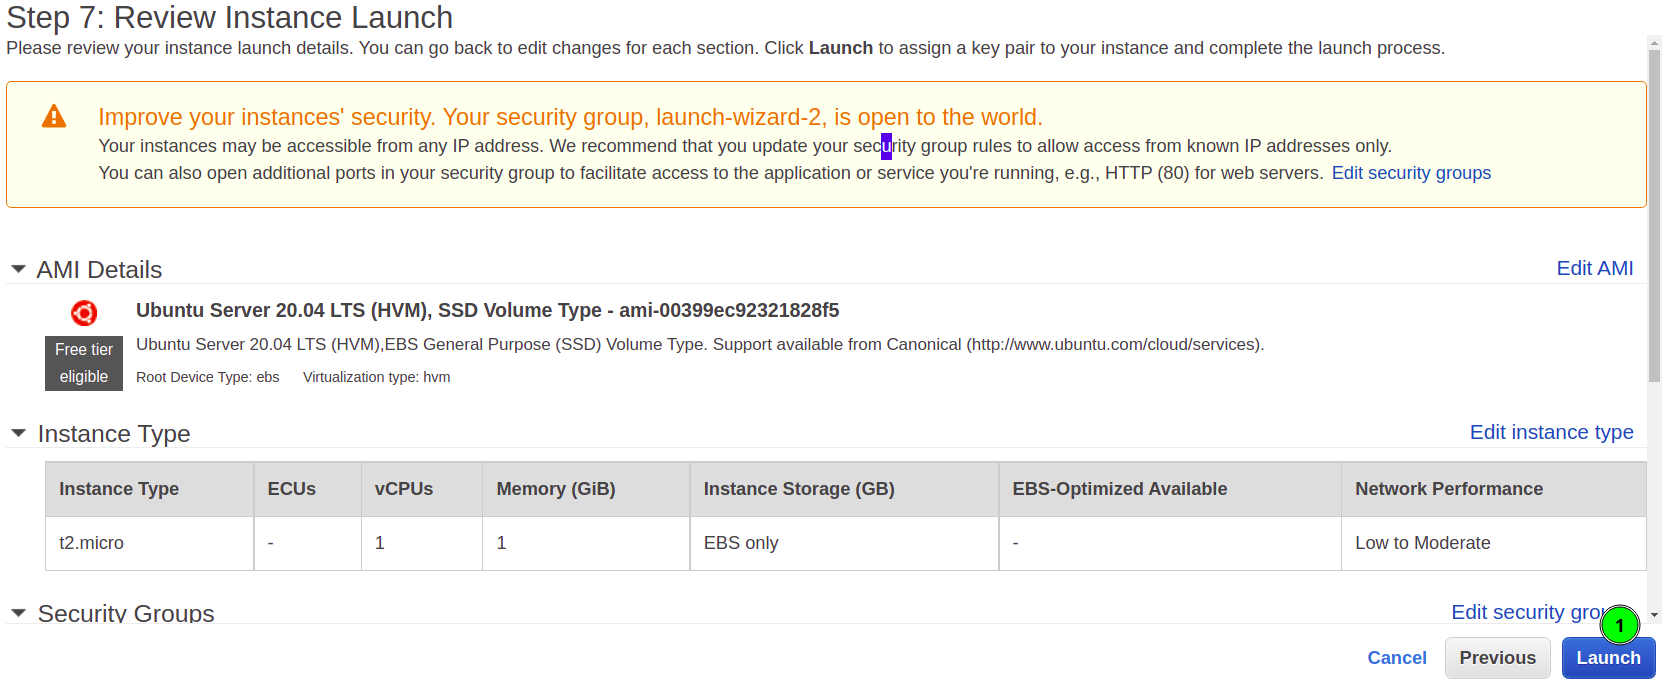 Step 7: Review Instance Launch
Please review your instance launch details. You can go back to edit changes for each section. Click Launch to assign a key pair to your instance and complete the launch process.
Improve your instances' security. Your security group, launch-wizard-2, is open to the world.
Your instances may be accessible from any IP address. We recommend that you update your security group rules to allow access from known IP addresses only.
You can also open additional ports in your security group to facilitate access to the application or service you're running, e.g., HTTP (80) for web servers. Edit security groups
AMI Details Edit AMI
Ubuntu Server 20.04 LTS (HVM), SSD Volume Type - ami-00399ec92321828f5
Free tier eligible
Ubuntu Server 20.04 LTS (HVM),EBS General Purpose (SSD) Volume Type. Support available from Canonical (http://www.ubuntu.com/cloud/services).
Root Device Type: ebs Virtualization type: hvm
Instance Type Edit instance type
Instance Type ECUs vCPUs Memory (GiB) Instance Storage (GB) EBS-Optimized Available Network Performance
t2.micro - 1 1 EBS only - Low to Moderate
Security Groups Edit security gro
1
Cancel Previous Launch